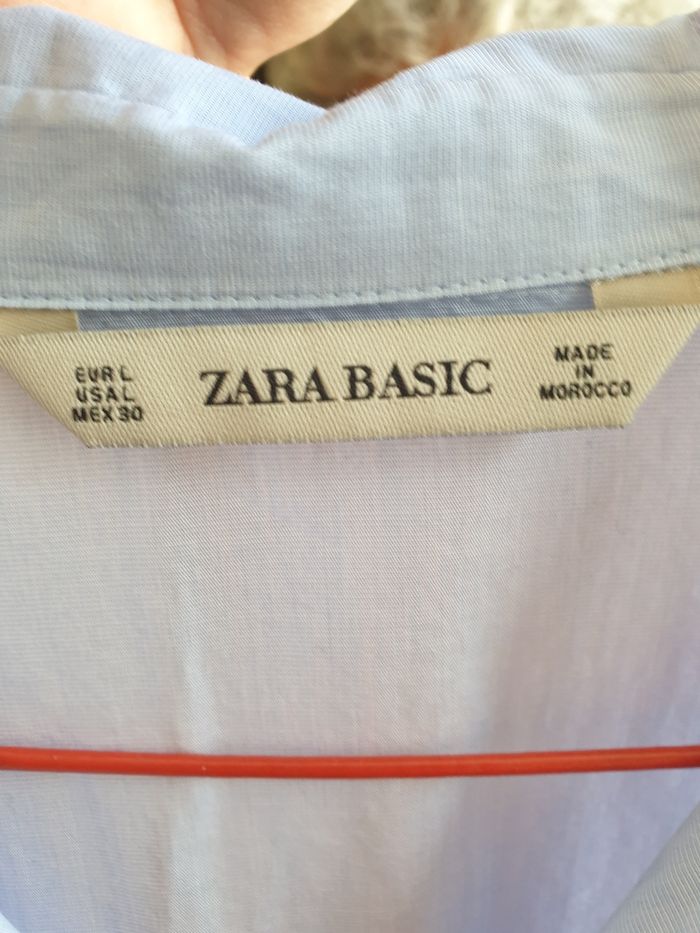 EUR L
USA L
MEX 30
ZARA BASIC
MADE
IN
MOROCCO